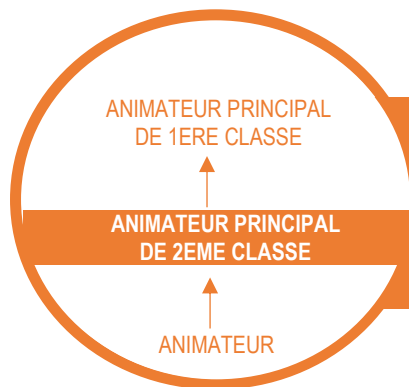 ANIMATEUR PRINCIPAL
DE 1ERE CLASSE
ANIMATEUR PRINCIPAL
DE 2EME CLASSE
ANIMATEUR